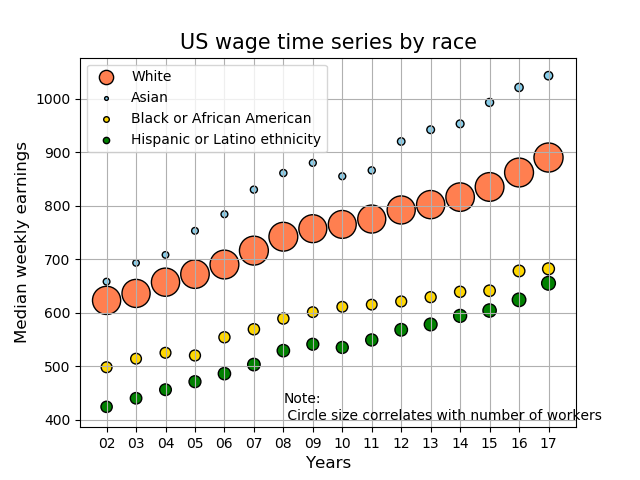 US wage time series by race
White
Asian
Black or African American
Hispanic or Latino ethnicity
Median weekly earnings
1000
900
800
700
600
500
400
Note:
Circle size correlates with number of workers
02 03 04 05 06 07 08 09 10 11 12 13 14 15 16 17
Years